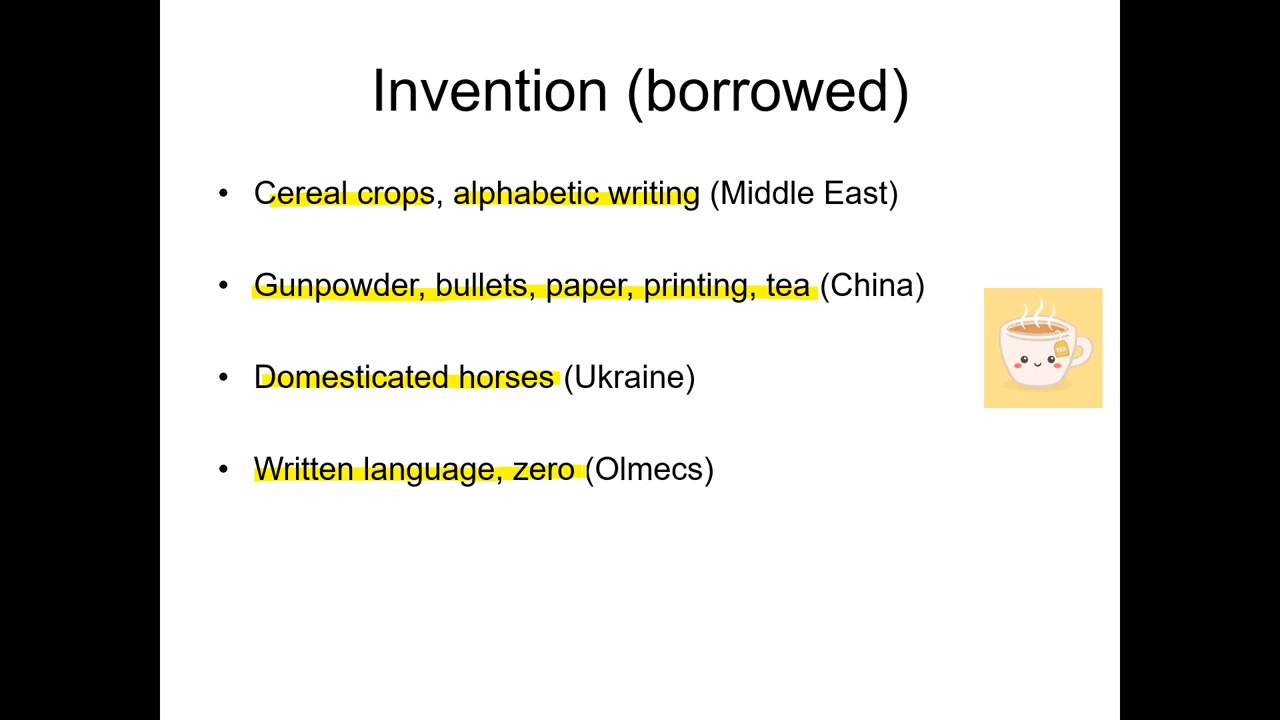 Invention (borrowed)
• Cereal crops, alphabetic writing (Middle East)
• Gunpowder, bullets, paper, printing, tea (China)
• Domesticated horses (Ukraine)
• Written language, zero (Olmecs)
TEA